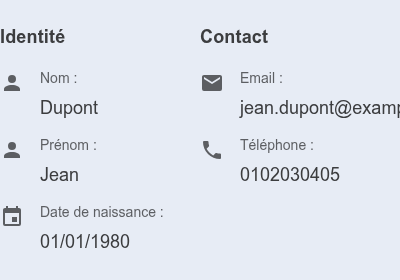 Identité
Nom :
Dupont
Prénom :
Jean
Date de naissance :
01/01/1980
Contact
Email :
jean.dupont@examp
Téléphone :
0102030405